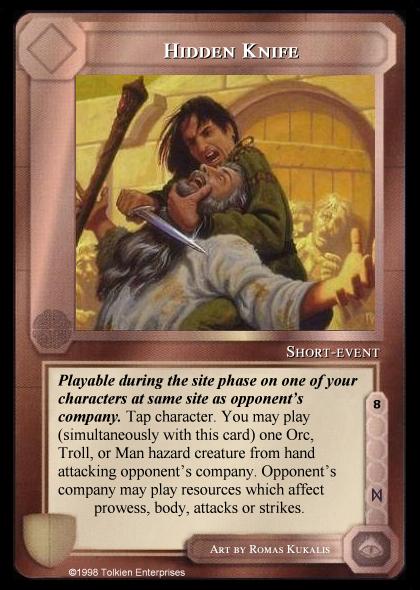 HIDDEN KNIFE
SHORT-EVENT
Playable during the site phase on one of your
characters at same site as opponent's
company. Tap character. You may play
(simultaneously with this card) one Orc,
Troll, or Man hazard creature from hand
attacking opponent's company. Opponent's
company may play resources which affect
prowess, body, attacks or strikes.
8
ART BY ROMAS KUKALIS
©1998 Tolkien Enterprises